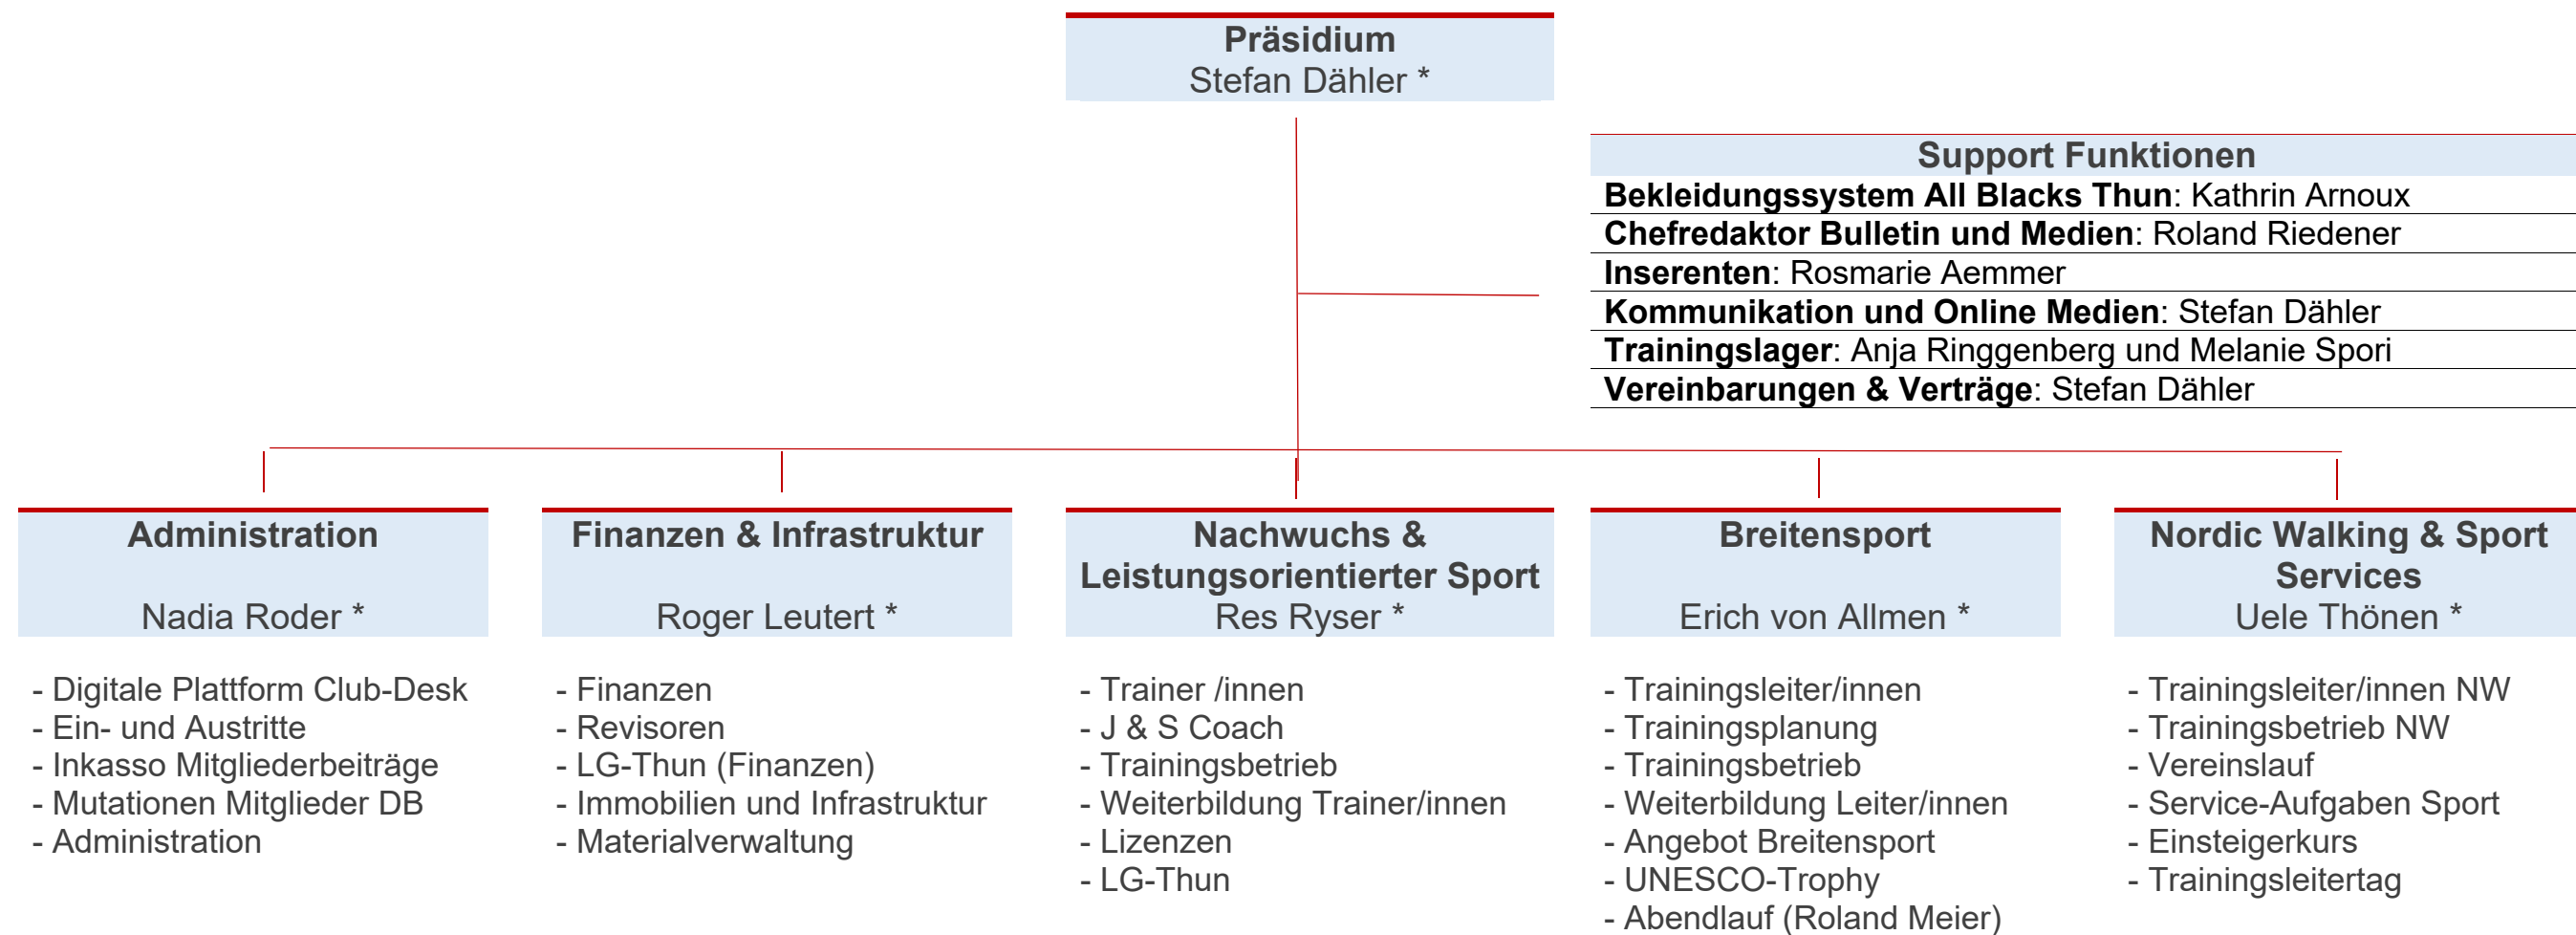 Präsidium
Stefan Dähler *
Support Funktionen
Bekleidungssystem All Blacks Thun: Kathrin Arnoux
Chefredaktor Bulletin und Medien: Roland Riedener
Inserenten: Rosmarie Aemmer
Kommunikation und Online Medien: Stefan Dähler
Trainingslager: Anja Ringgenberg und Melanie Spori
Vereinbarungen & Verträge: Stefan Dähler
Administration
Nadia Roder *
- Digitale Plattform Club-Desk
- Ein- und Austritte
- Inkasso Mitgliederbeiträge
- Mutationen Mitglieder DB
- Administration
Finanzen & Infrastruktur
Roger Leutert *
- Finanzen
- Revisoren
- LG-Thun (Finanzen)
- Immobilien und Infrastruktur
- Materialverwaltung
Nachwuchs &
Leistungsorientierter Sport
Res Ryser *
- Trainer /innen
- J & S Coach
- Trainingsbetrieb
- Weiterbildung Trainer/innen
- Lizenzen
- LG-Thun
Breitensport
Erich von Allmen *
- Trainingsleiter/innen
- Trainingsplanung
- Trainingsbetrieb
- Weiterbildung Leiter/innen
- Angebot Breitensport
- UNESCO-Trophy
- Abendlauf (Roland Meier)
Nordic Walking & Sport
Services
Uele Thönen *
- Trainingsleiter/innen NW
- Trainingsbetrieb NW
- Vereinslauf
- Service-Aufgaben Sport
- Einsteigerkurs
- Trainingsleitertag